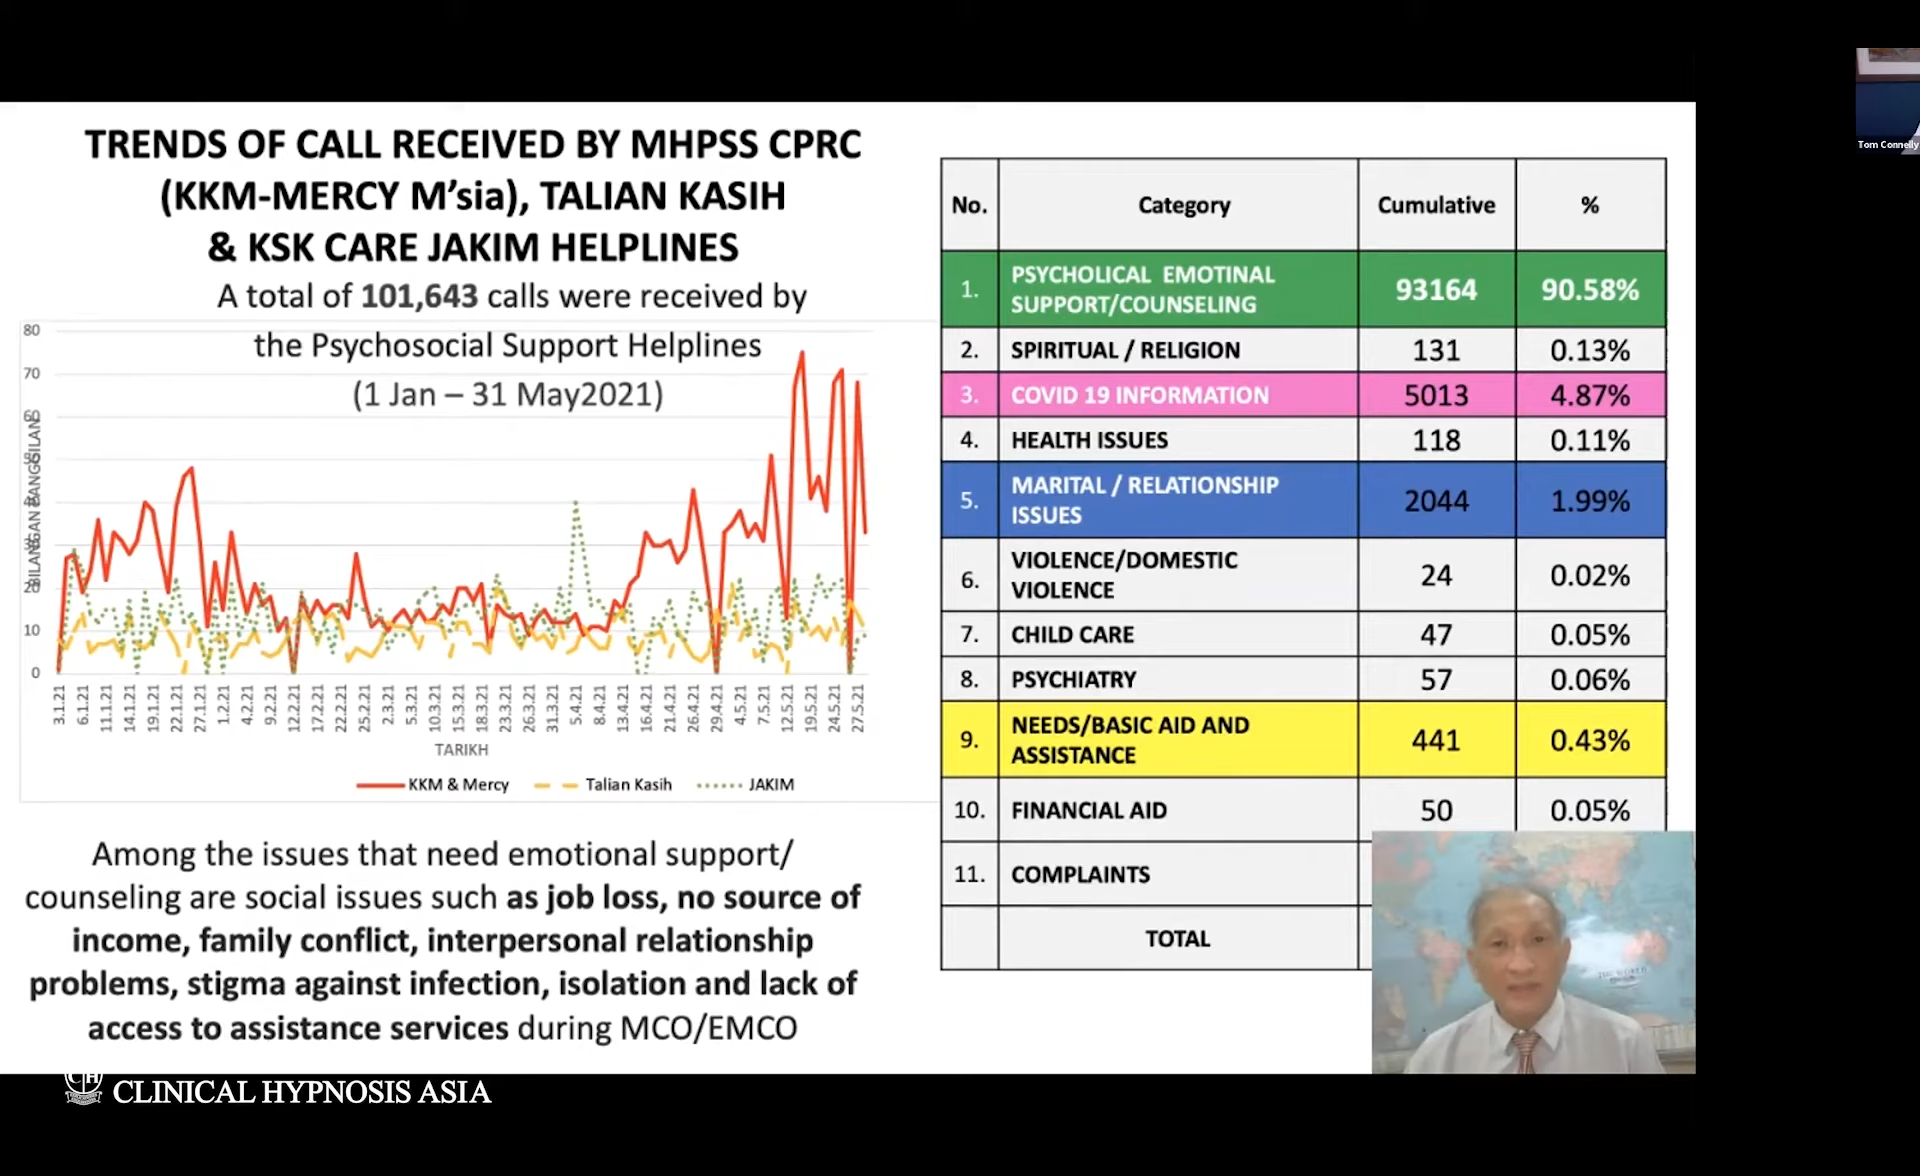 TRENDS OF CALL RECEIVED BY MHPSS CPRC
(KKM-MERCY M'sia), TALIAN KASIH
& KSK CARE JAKIM HELPLINES
A total of 101,643 calls were received by
the Psychosocial Support Helplines
(1 Jan – 31 May2021)
80
70
60
50
40
30
20
10
0
BILANGAN PANGGILAN
3.1.21
6.1.21
11.1.21
14.1.21
19.1.21
22.1.21
27.1.21
1.2.21
4.2.21
9.2.21
12.2.21
17.2.21
22.2.21
25.2.21
2.3.21
5.3.21
10.3.21
15.3.21
18.3.21
23.3.21
26.3.21
31.3.21
5.4.21
8.4.21
13.4.21
16.4.21
21.4.21
26.4.21
29.4.21
4.5.21
7.5.21
12.5.21
19.5.21
24.5.21
27.5.21
TARIKH
KKM & Mercy Talian Kasih JAKIM
Among the issues that need emotional support/
counseling are social issues such as job loss, no source of
income, family conflict, interpersonal relationship
problems, stigma against infection, isolation and lack of
access to assistance services during MCO/EMCO
No. Category Cumulative %
1. PSYCHOLICAL EMOTINAL
SUPPORT/COUNSELING 93164 90.58%
2. SPIRITUAL / RELIGION 131 0.13%
3. COVID 19 INFORMATION 5013 4.87%
4. HEALTH ISSUES 118 0.11%
5. MARITAL / RELATIONSHIP
ISSUES 2044 1.99%
6. VIOLENCE/DOMESTIC
VIOLENCE 24 0.02%
7. CHILD CARE 47 0.05%
8. PSYCHIATRY 57 0.06%
9. NEEDS/BASIC AID AND
ASSISTANCE 441 0.43%
10. FINANCIAL AID 50 0.05%
11. COMPLAINTS
TOTAL
THE WORLD
Tom Connelly
CLINICAL HYPNOSIS ASIA